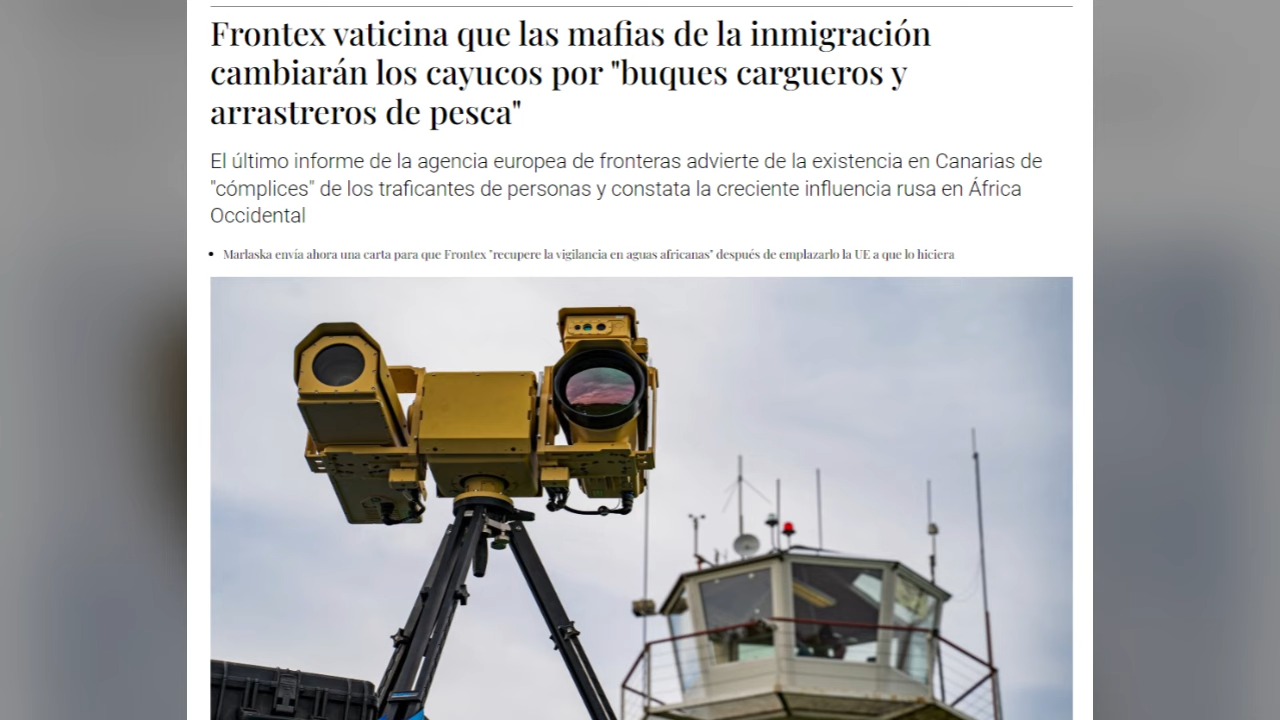 Frontex vaticina que las mafias de la inmigración
cambiarán los cayucos por "buques cargueros y
arrastreros de pesca"
El último informe de la agencia europea de fronteras advierte de la existencia en Canarias de
"cómplices" de los traficantes de personas y constata la creciente influencia rusa en África
Occidental
• Marlaska envía ahora una carta para que Frontex "recupere la vigilancia en aguas africanas" después de emplazarlo la UE a que lo hiciera